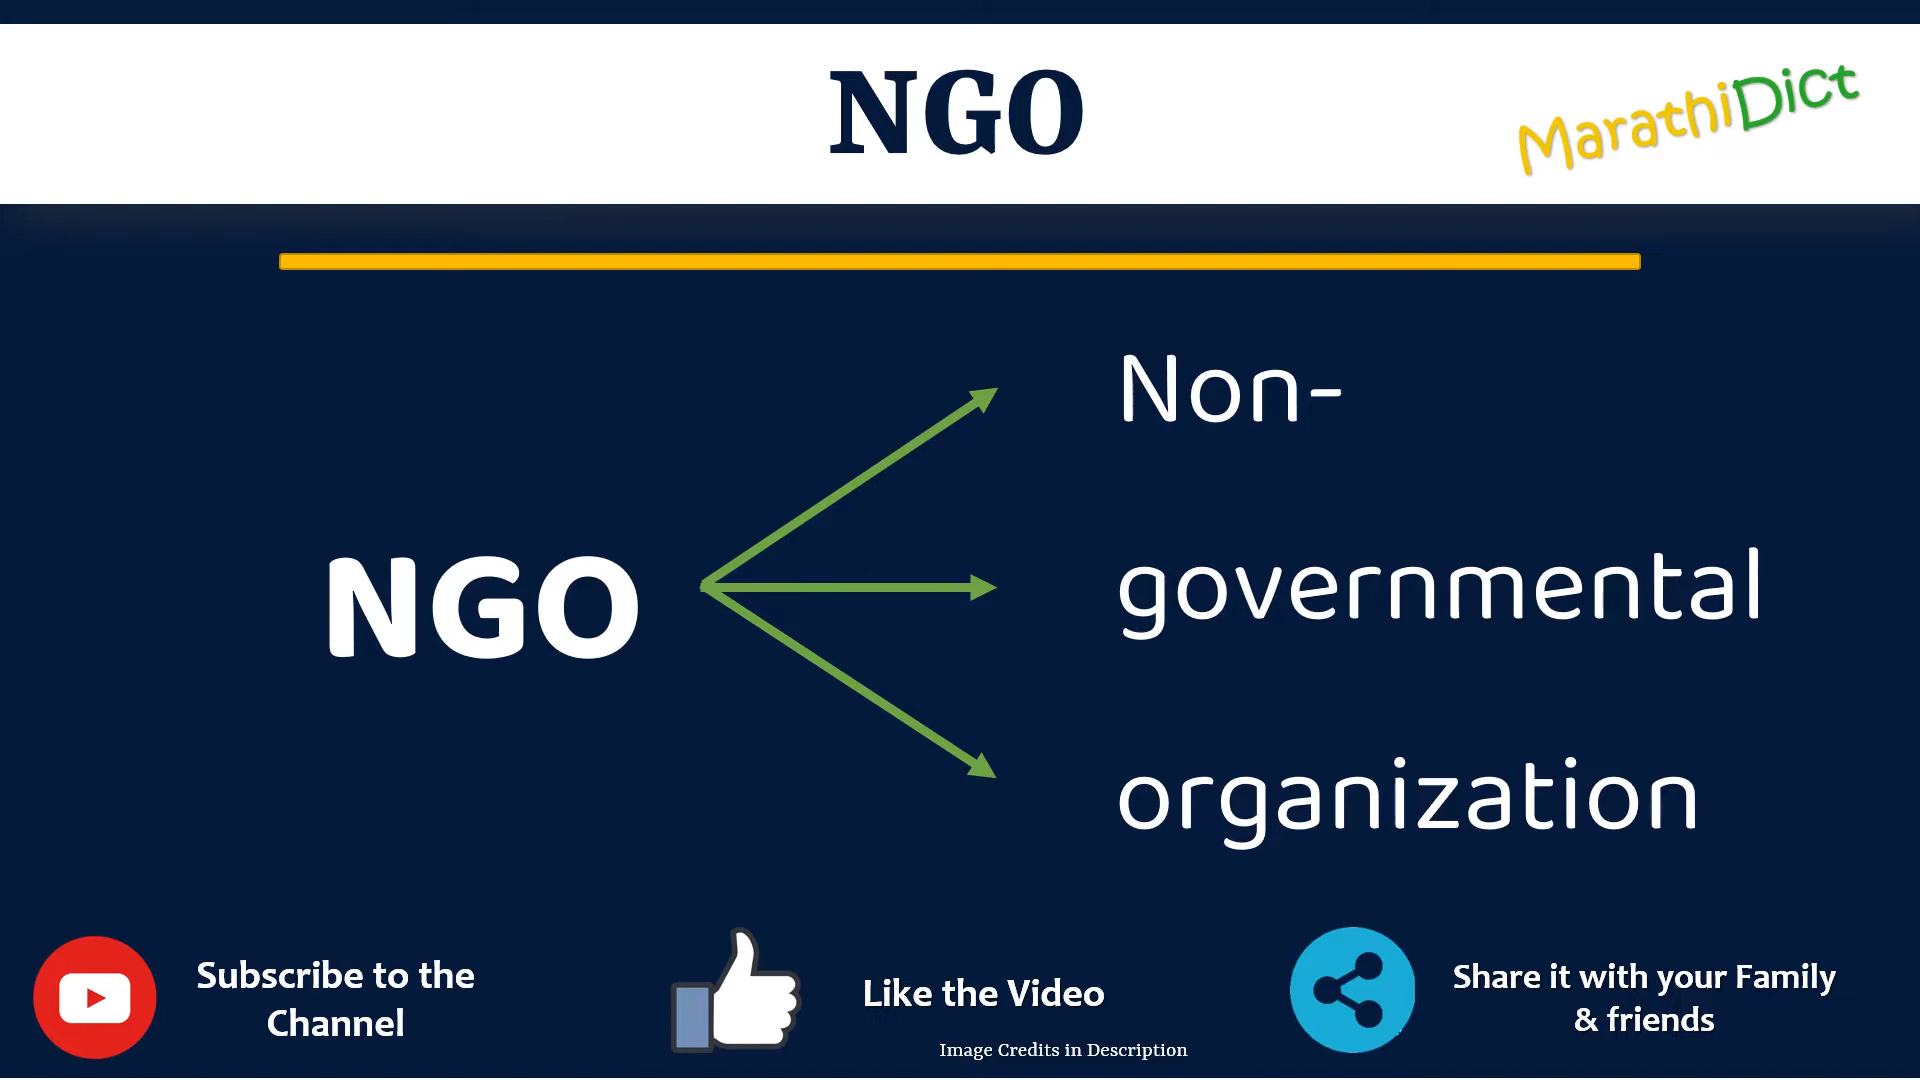 NGO
MarathiDict
Non-
NGO
governmental
organization
Subscribe to the
Channel
Like the Video
Share it with your Family
& friends
Image Credits in Description